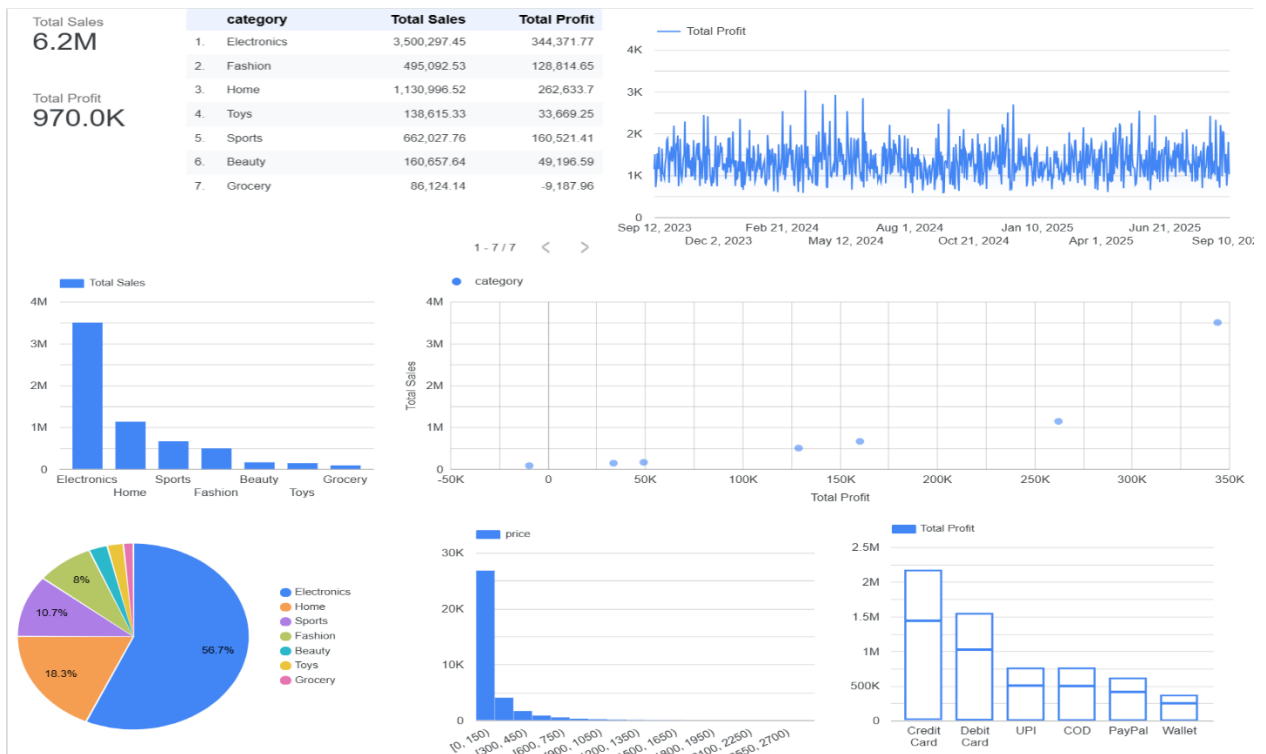 Total Sales
6.2M
Total Profit
970.0K
category Total Sales Total Profit
1. Electronics 3,500,297.45 344,371.77
2. Fashion 495,092.53 128,814.65
3. Home 1,130,996.52 262,633.7
4. Toys 138,615.33 33,669.25
5. Sports 662,027.76 160,521.41
6. Beauty 160,657.64 49,196.59
7. Grocery 86,124.14 -9,187.96
1 - 7 / 7 < >
Total Profit
4K
3K
2K
1K
0
Sep 12, 2023 Feb 21, 2024 Aug 1, 2024 Jan 10, 2025 Jun 21, 2025
Dec 2, 2023 May 12, 2024 Oct 21, 2024 Apr 1, 2025 Sep 10, 202
Total Sales
4M
3M
2M
1M
0
Electronics Sports Beauty Grocery
Home Fashion Toys
category
Total Sales
4M
3M
2M
1M
0
-50K 0 50K 100K 150K 200K 250K 300K 350K
Total Profit
56.7%
18.3%
10.7%
8%
Electronics
Home
Sports
Fashion
Beauty
Toys
Grocery
price
30K
20K
10K
0
[0, 150)
[300, 450)
[600, 750)
Total Profit
2.5M
2M
1.5M
1M
500K
0
Credit Card
Debit Card
UPI
COD
PayPal
Wallet